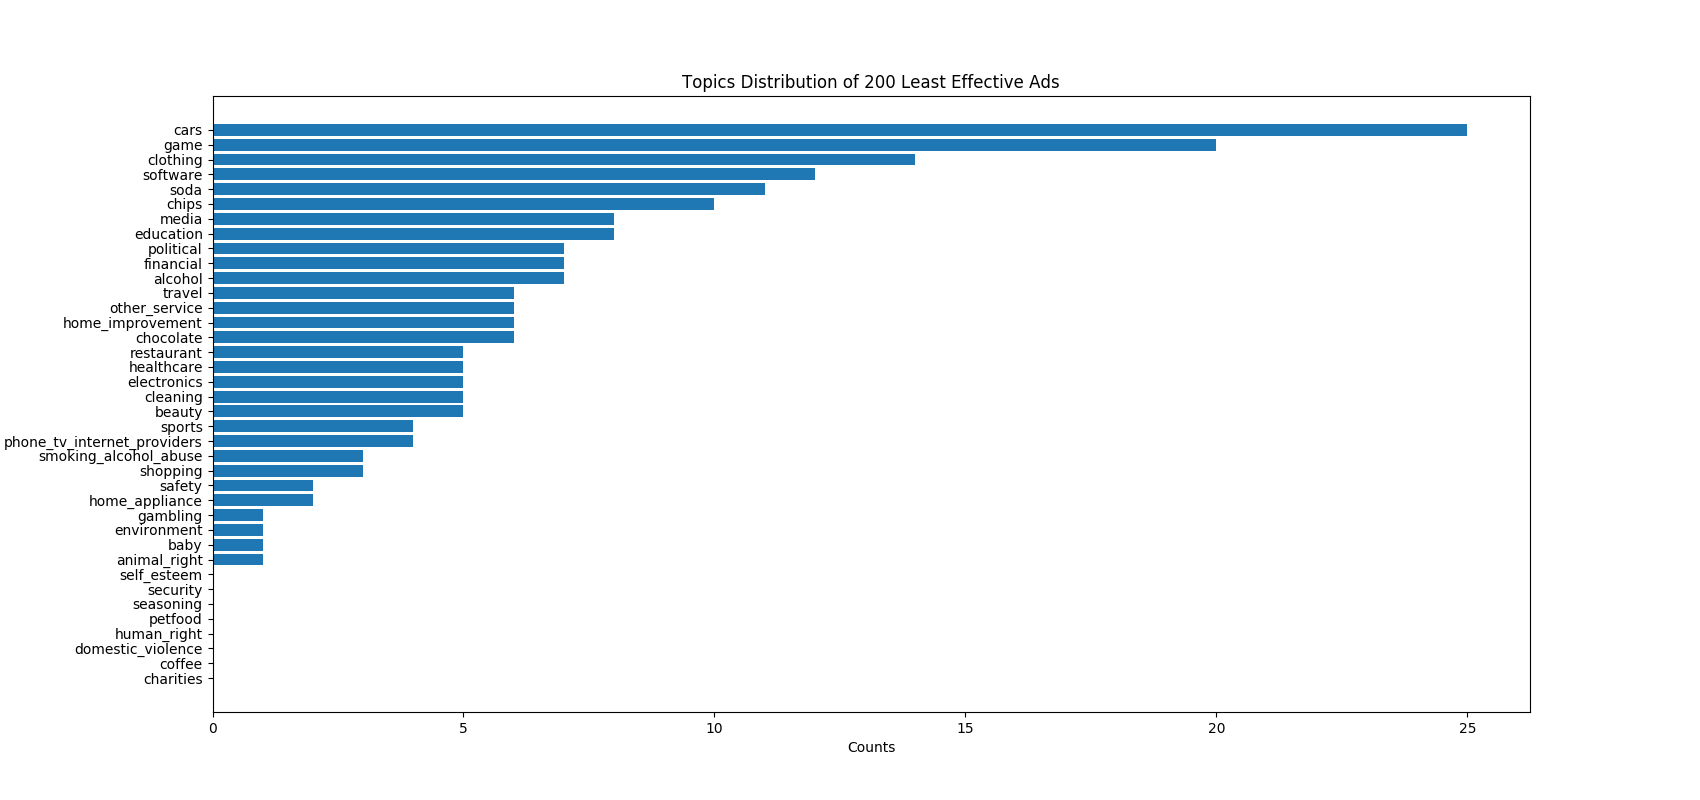 Topics Distribution of 200 Least Effective Ads
cars
game
clothing
software
soda
chips
media
education
political
financial
alcohol
travel
other_service
home_improvement
chocolate
restaurant
healthcare
electronics
cleaning
beauty
sports
phone_tv_internet_providers
smoking_alcohol_abuse
shopping
safety
home_appliance
gambling
environment
baby
animal_right
self_esteem
security
seasoning
petfood
human_right
domestic_violence
coffee
charities
0 5 10 15 20 25
Counts